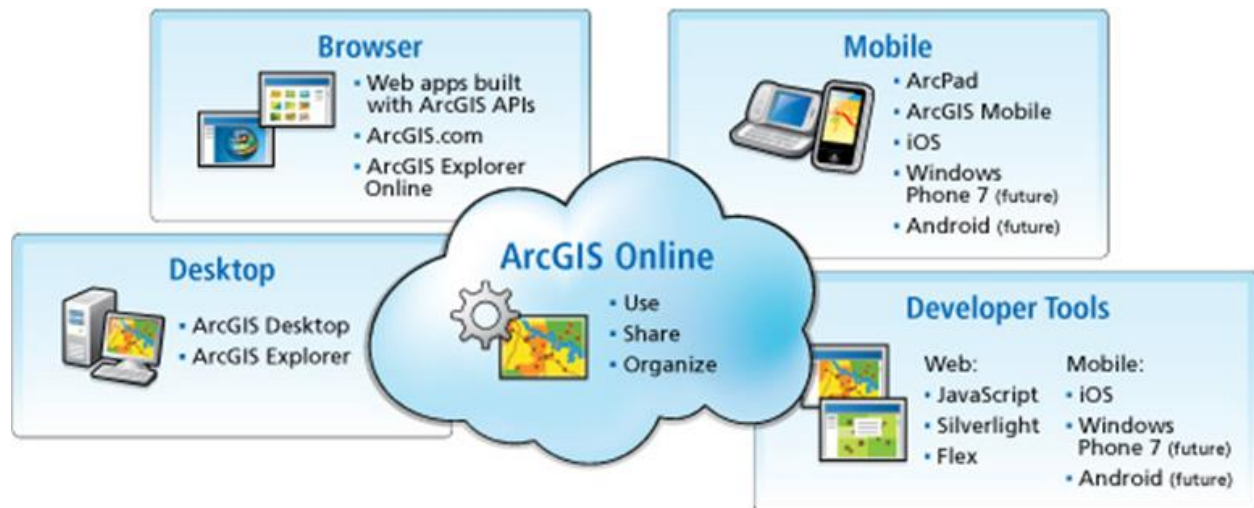 Browser
▪ Web apps built
with ArcGIS APIs
▪ ArcGIS.com
▪ ArcGIS Explorer
Online
Mobile
▪ ArcPad
▪ ArcGIS Mobile
▪ iOS
▪ Windows
Phone 7 (future)
▪ Android (future)
Desktop
▪ ArcGIS Desktop
▪ ArcGIS Explorer
ArcGIS Online
▪ Use
▪ Share
▪ Organize
Developer Tools
Web:
▪ JavaScript
▪ Silverlight
▪ Flex
Mobile:
▪ iOS
▪ Windows
Phone 7 (future)
▪ Android (future)